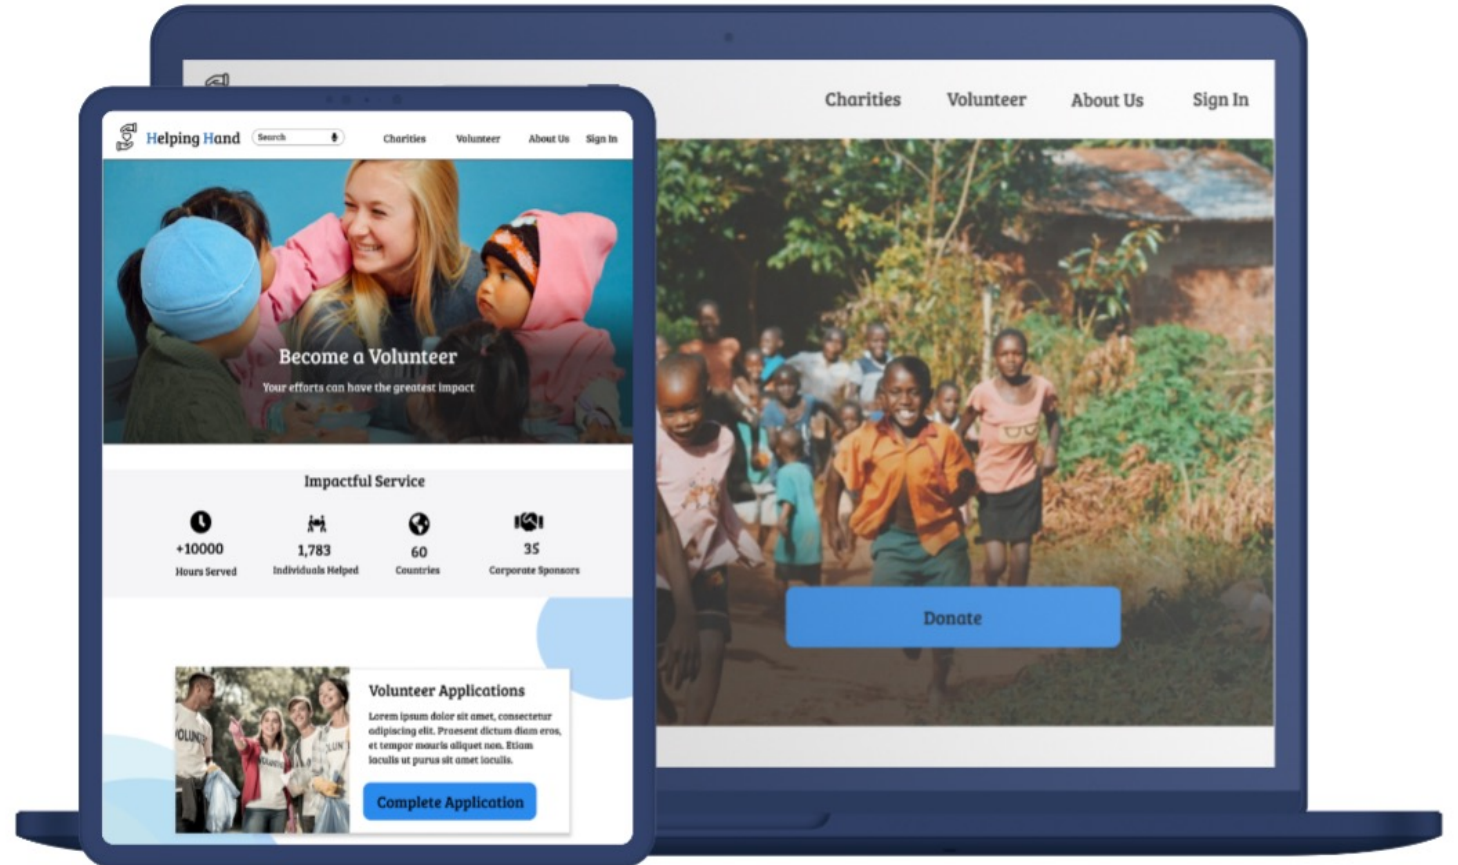 Charities Volunteer About Us Sign In
Donate
Helping Hand Search Charities Volunteer About Us Sign In
Become a Volunteer
Your efforts can have the greatest impact
Impactful Service
+10000 1,783 60 35
Hours Served Individuals Helped Countries Corporate Sponsors
VOLUN
Volunteer Applications
Lorem ipsum dolor sit amet, consectetur
adipiscing elit. Praesent dictum diam eros,
et tempor mauris aliquet non. Etiam
iaculis ut purus sit amet iaculis.
Complete Application